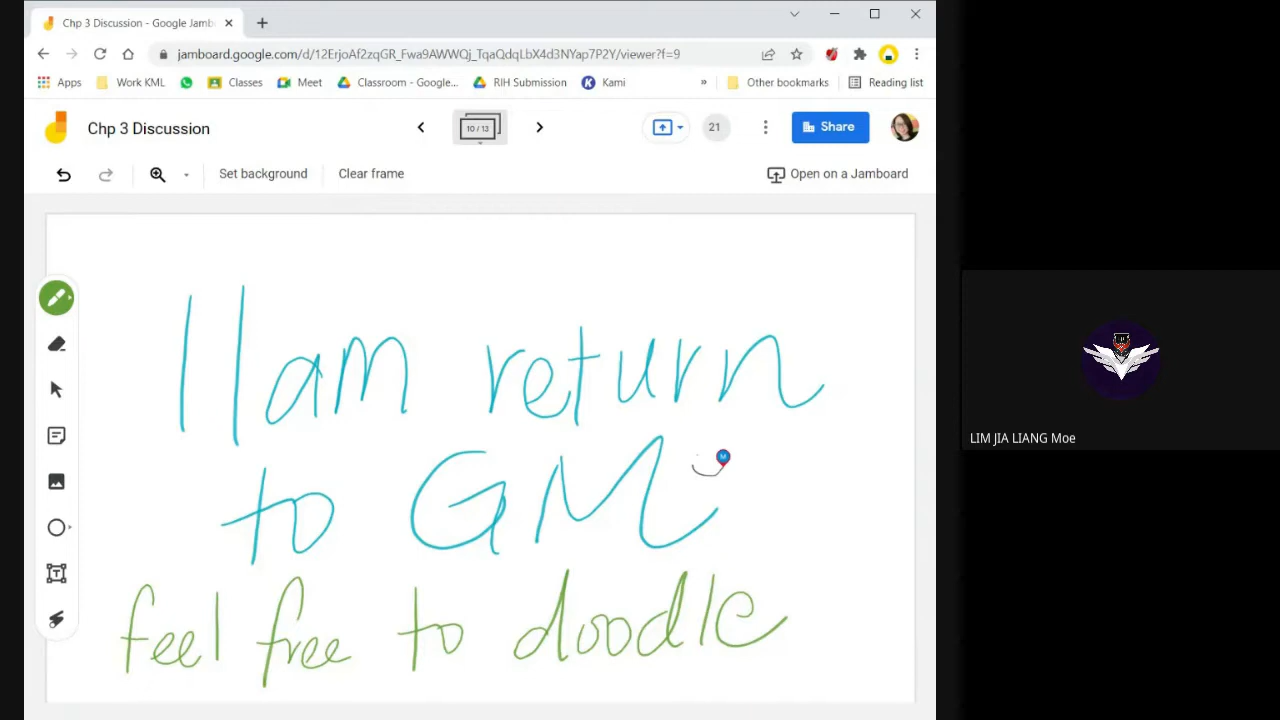 Chp 3 Discussion - Google Jamb
jamboard.google.com/d/12ErjoAf2zqGR_Fwa9AWWQj_TqaQdqLbX4d3NYap7P2Y/viewer?f=9
Apps Work KML Classes Meet Classroom - Google... RIH Submission Kami » Other bookmarks Reading list
Chp 3 Discussion 10 / 13 21 Share
Set background Clear frame Open on a Jamboard
11am return
to GM
M
feel free to doodle
LIM JIA LIANG Moe